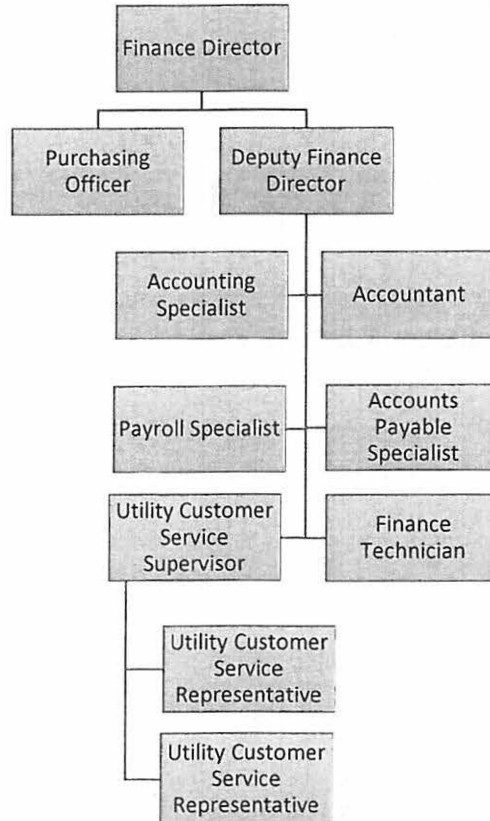 Finance Director
Purchasing
Officer
Deputy Finance
Director
Accounting
Specialist
Accountant
Payroll Specialist
Accounts
Payable
Specialist
Utility Customer
Service
Supervisor
Finance
Technician
Utility Customer
Service
Representative
Utility Customer
Service
Representative